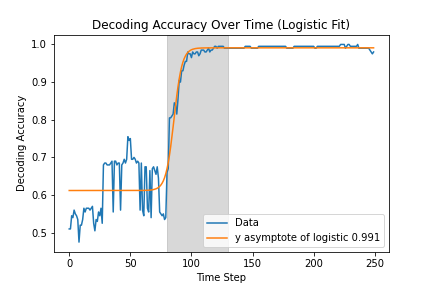 Decoding Accuracy Over Time (Logistic Fit)
Decoding Accuracy
1.0
0.9
0.8
0.7
0.6
0.5
Data
y asymptote of logistic 0.991
0 50 100 150 200 250
Time Step